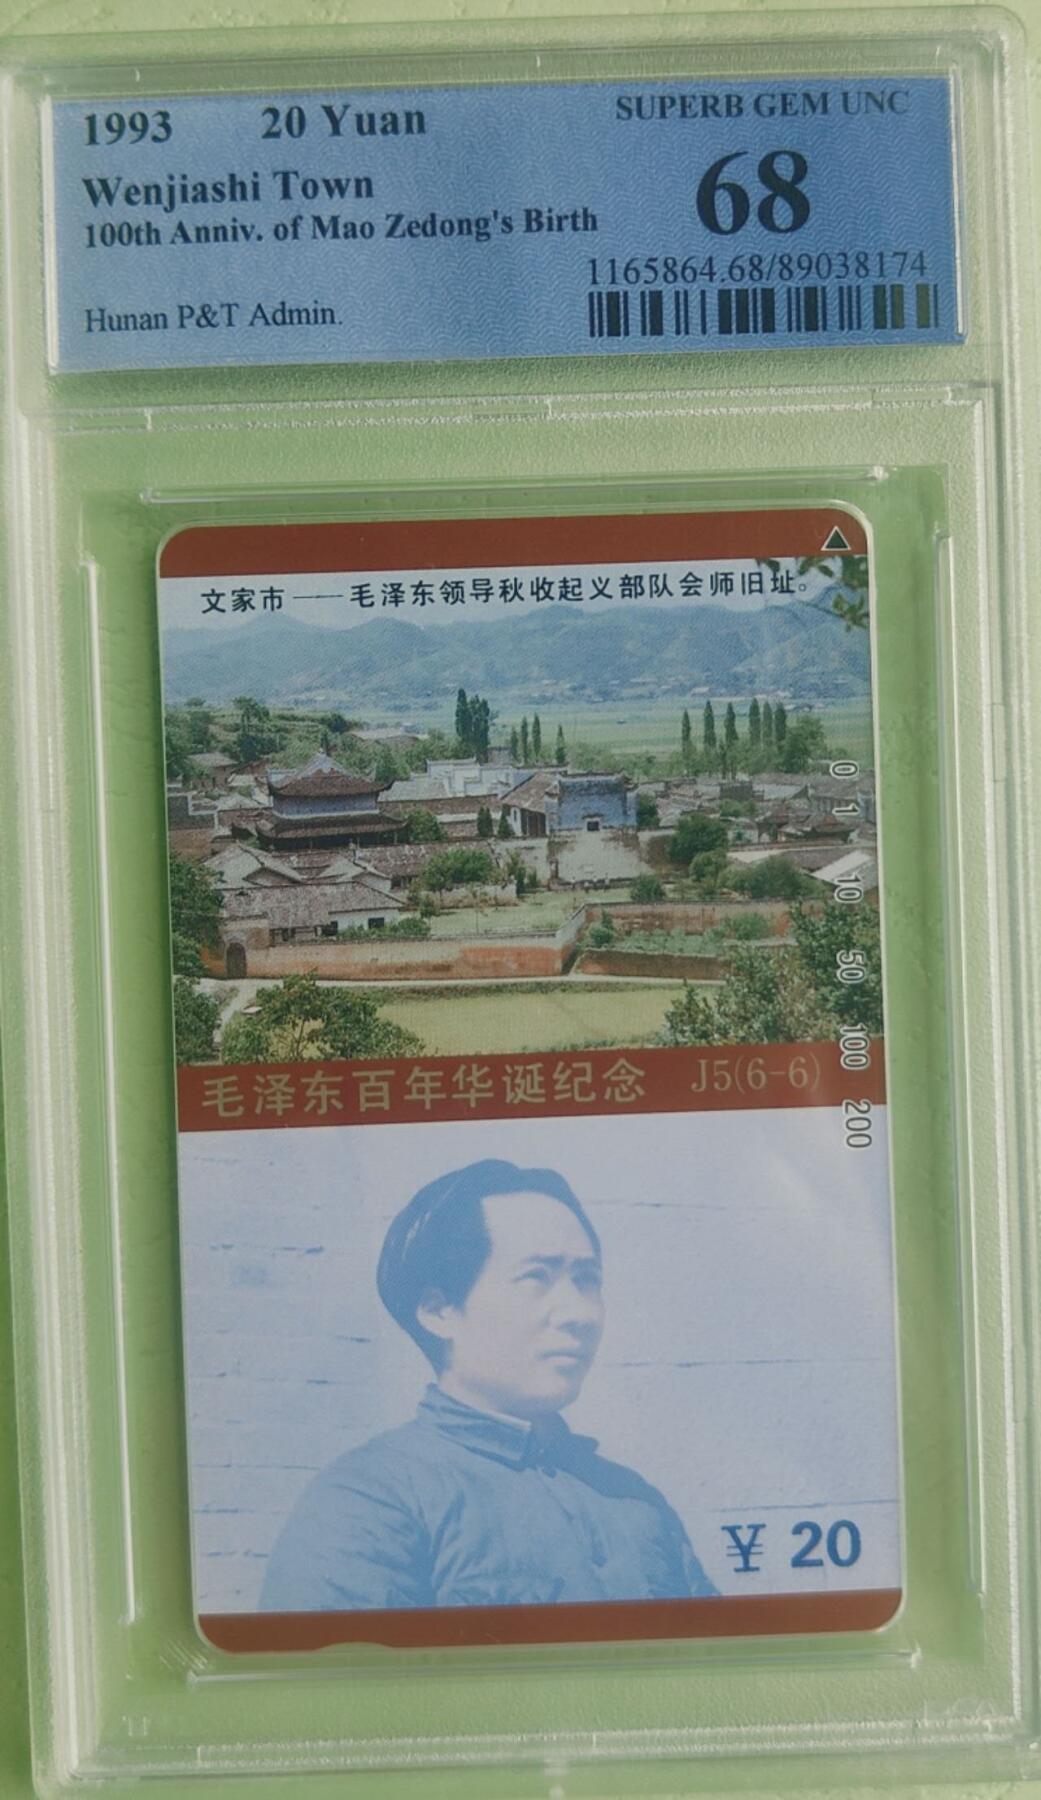 1993 20 Yuan
SUPERB GEM UNC
68
Wenjiashi Town
100th Anniv. of Mao Zedong's Birth
1165864.68/89038174
Hunan P&T Admin.
文家市——毛泽东领导秋收起义部队会师旧址。
0 1 10 50 100 200
毛泽东百年华诞纪念 J5(6-6)
¥ 20